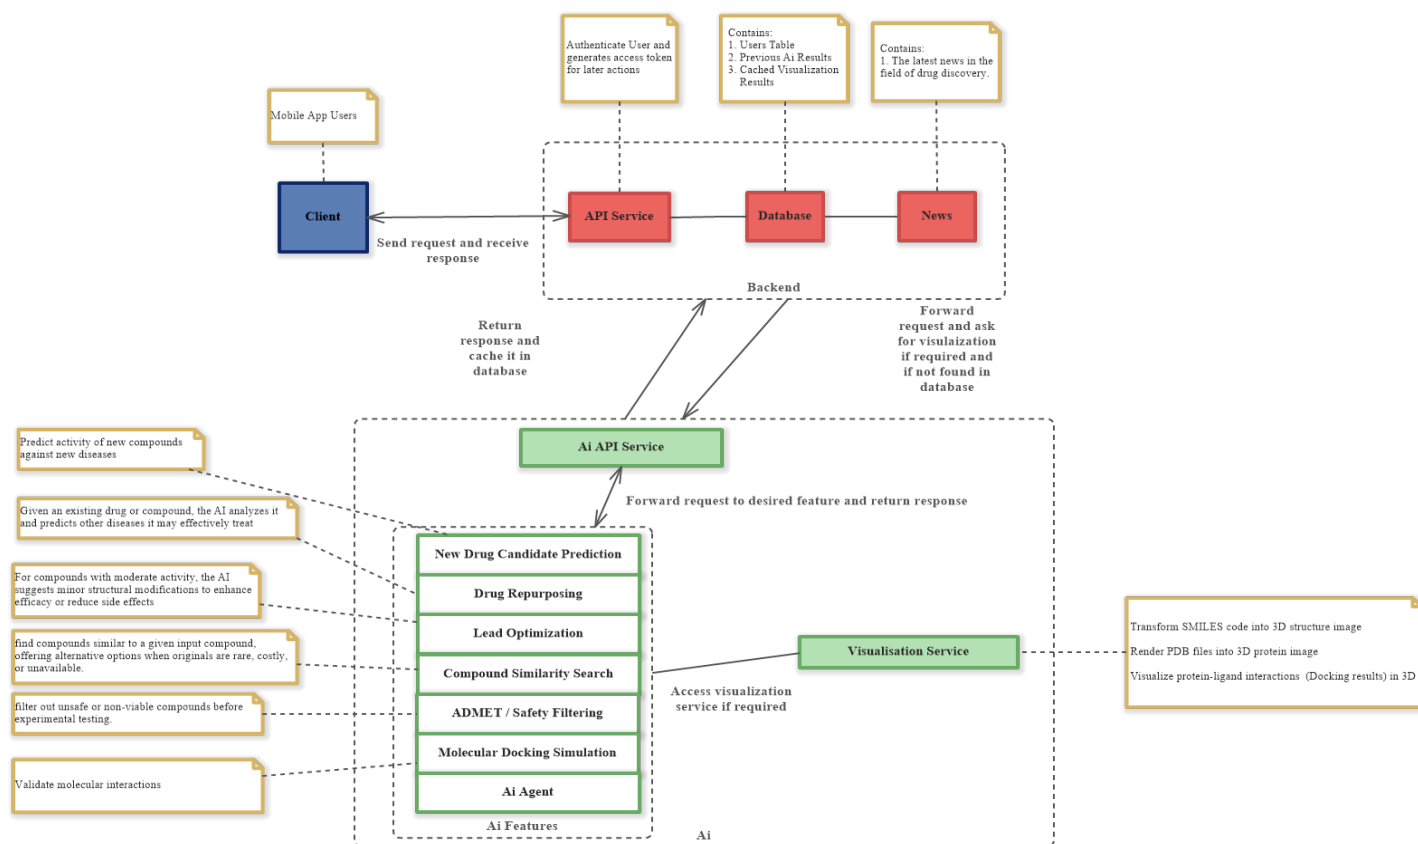 Authenticate User and
generates access token
for later actions
Contains:
1. Users Table
2. Previous Ai Results
3. Cached Visualization
Results
Contains:
1. The latest news in the
field of drug discovery.
Mobile App Users
Client
API Service
Database
News
Send request and receive
response
Backend
Return
response and
cache it in
database
Forward
request and ask
for visulaization
if required and
if not found in
database
Ai API Service
Predict activity of new compounds
against new diseases
Forward request to desired feature and return response
Given an existing drug or compound, the AI analyzes it
and predicts other diseases it may effectively treat
New Drug Candidate Prediction
Drug Repurposing
For compounds with moderate activity, the AI
suggests minor structural modifications to enhance
efficacy or reduce side effects
Lead Optimization
find compounds similar to a given input compound,
offering alternative options when originals are rare, costly,
or unavailable.
Compound Similarity Search
filter out unsafe or non-viable compounds before
experimental testing.
ADMET / Safety Filtering
Molecular Docking Simulation
Validate molecular interactions
Ai Agent
Ai Features
Ai
Visualisation Service
Access visualization
service if required
Transform SMILES code into 3D structure image
Render PDB files into 3D protein image
Visualize protein-ligand interactions (Docking results) in 3D